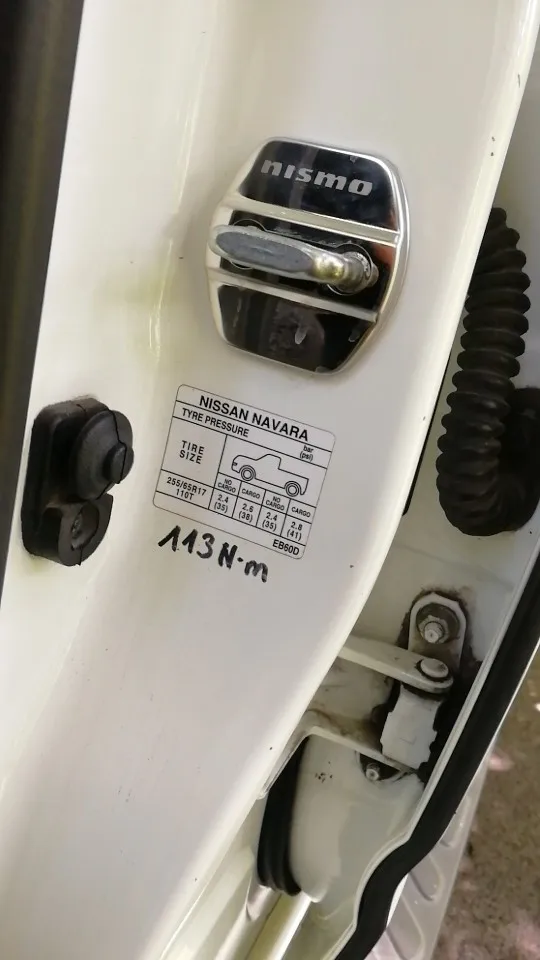 nismo
NISSAN NAVARA
TYRE PRESSURE
bar
(psi)
TIRE
SIZE
NO CARGO CARGO NO CARGO CARGO
255/65R17 110T 2.4 (35) 2.6 (38) 2.4 (35) 2.8 (41)
EB60D
113 N·m